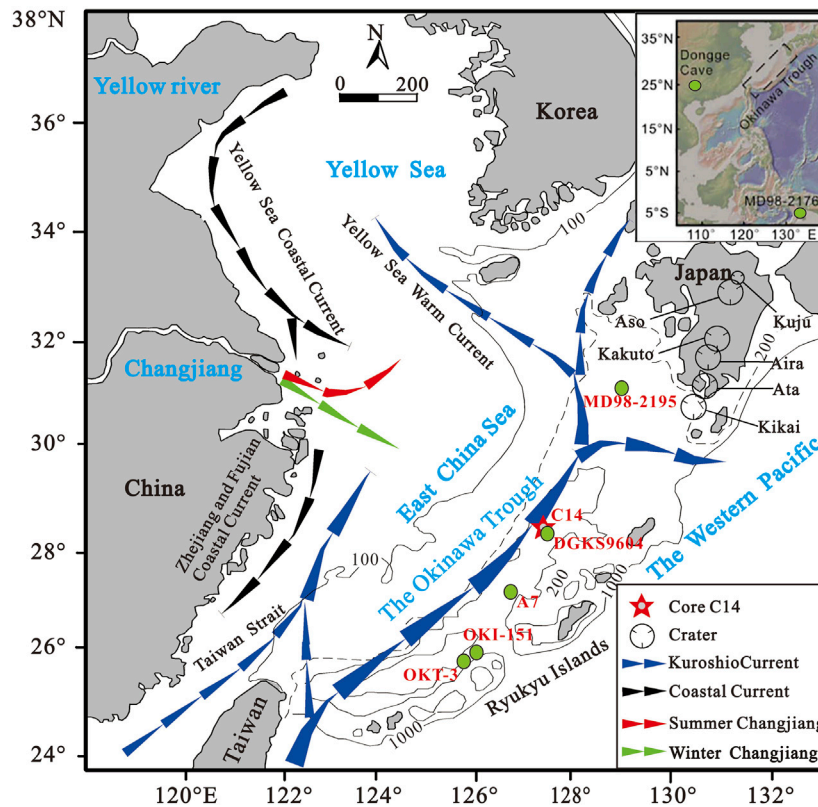 38°N
36°
34°
32°
30°
28°
26°
24°
120°E
122°
124°
126°
128°
130°
132°
N
0
200
Yellow river
Korea
Yellow Sea
Yellow Sea Coastal Current
Yellow Sea Warm Current
100
35°N
25°N
15°N
5°N
5°S
110°
120°
130° E
Dongge
Cave
Okinawa Trough
MD98-2176
Japan
Aso
Kuju
Kakuto
Aira
Ata
Kikai
200
Changjiang
MD98-2195
China
East China Sea
Zhejiang and Fujian
Coastal Current
The Okinawa Trough
The Western Pacific
C14
DGKS9604
100
200
1000
A7
OKI-151
OKT-3
Taiwan Strait
Ryukyu Islands
1000
Taiwan
Core C14
Crater
KuroshioCurrent
Coastal Current
Summer Changjiang
Winter Changjiang